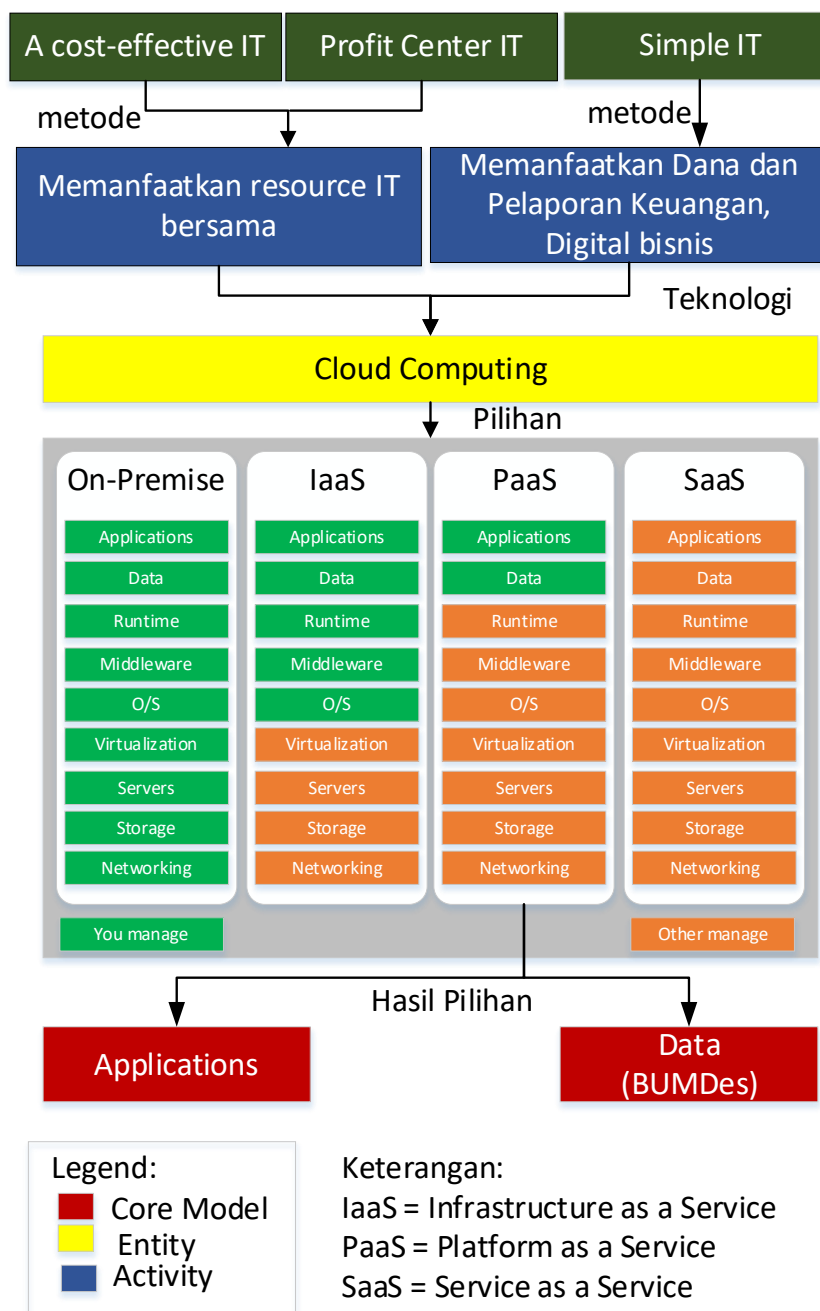 A cost-effective IT
Profit Center IT
Simple IT
metode
metode
Memanfaatkan resource IT
bersama
Memanfaatkan Dana dan
Pelaporan Keuangan,
Digital bisnis
Teknologi
Cloud Computing
Pilihan
On-Premise
Applications
Data
Runtime
Middleware
O/S
Virtualization
Servers
Storage
Networking
IaaS
Applications
Data
Runtime
Middleware
O/S
Virtualization
Servers
Storage
Networking
PaaS
Applications
Data
Runtime
Middleware
O/S
Virtualization
Servers
Storage
Networking
SaaS
Applications
Data
Runtime
Middleware
O/S
Virtualization
Servers
Storage
Networking
You manage
Other manage
Hasil Pilihan
Applications
Data
(BUMDes)
Legend:
Core Model
Entity
Activity
Keterangan:
IaaS = Infrastructure as a Service
PaaS = Platform as a Service
SaaS = Service as a Service